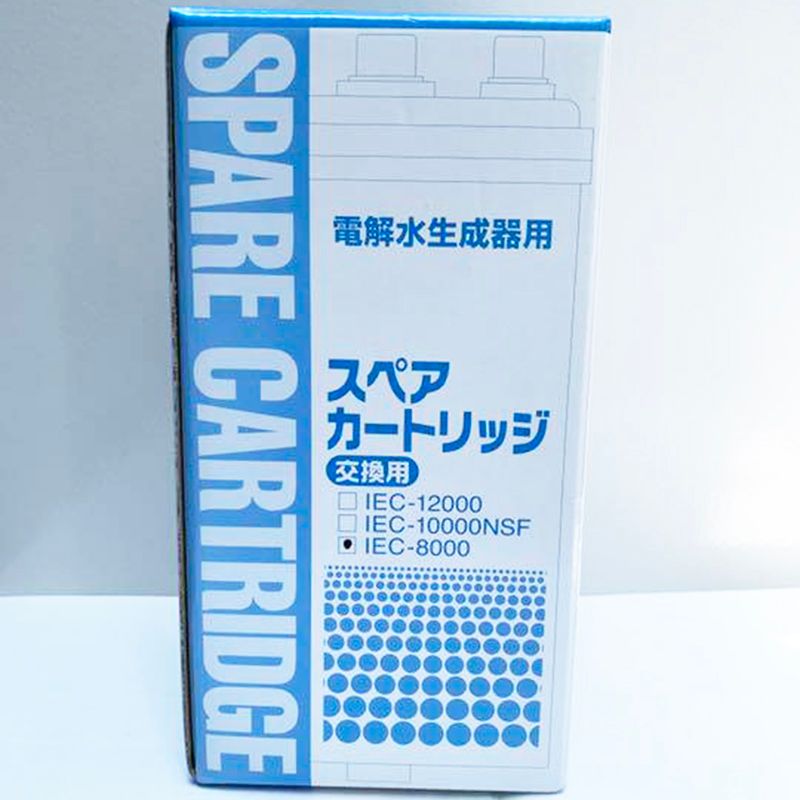 SPARE CARTRIDGE
電解水生成器用
スペア
カートリッジ
交換用
IEC-12000
IEC-10000NSF
IEC-8000